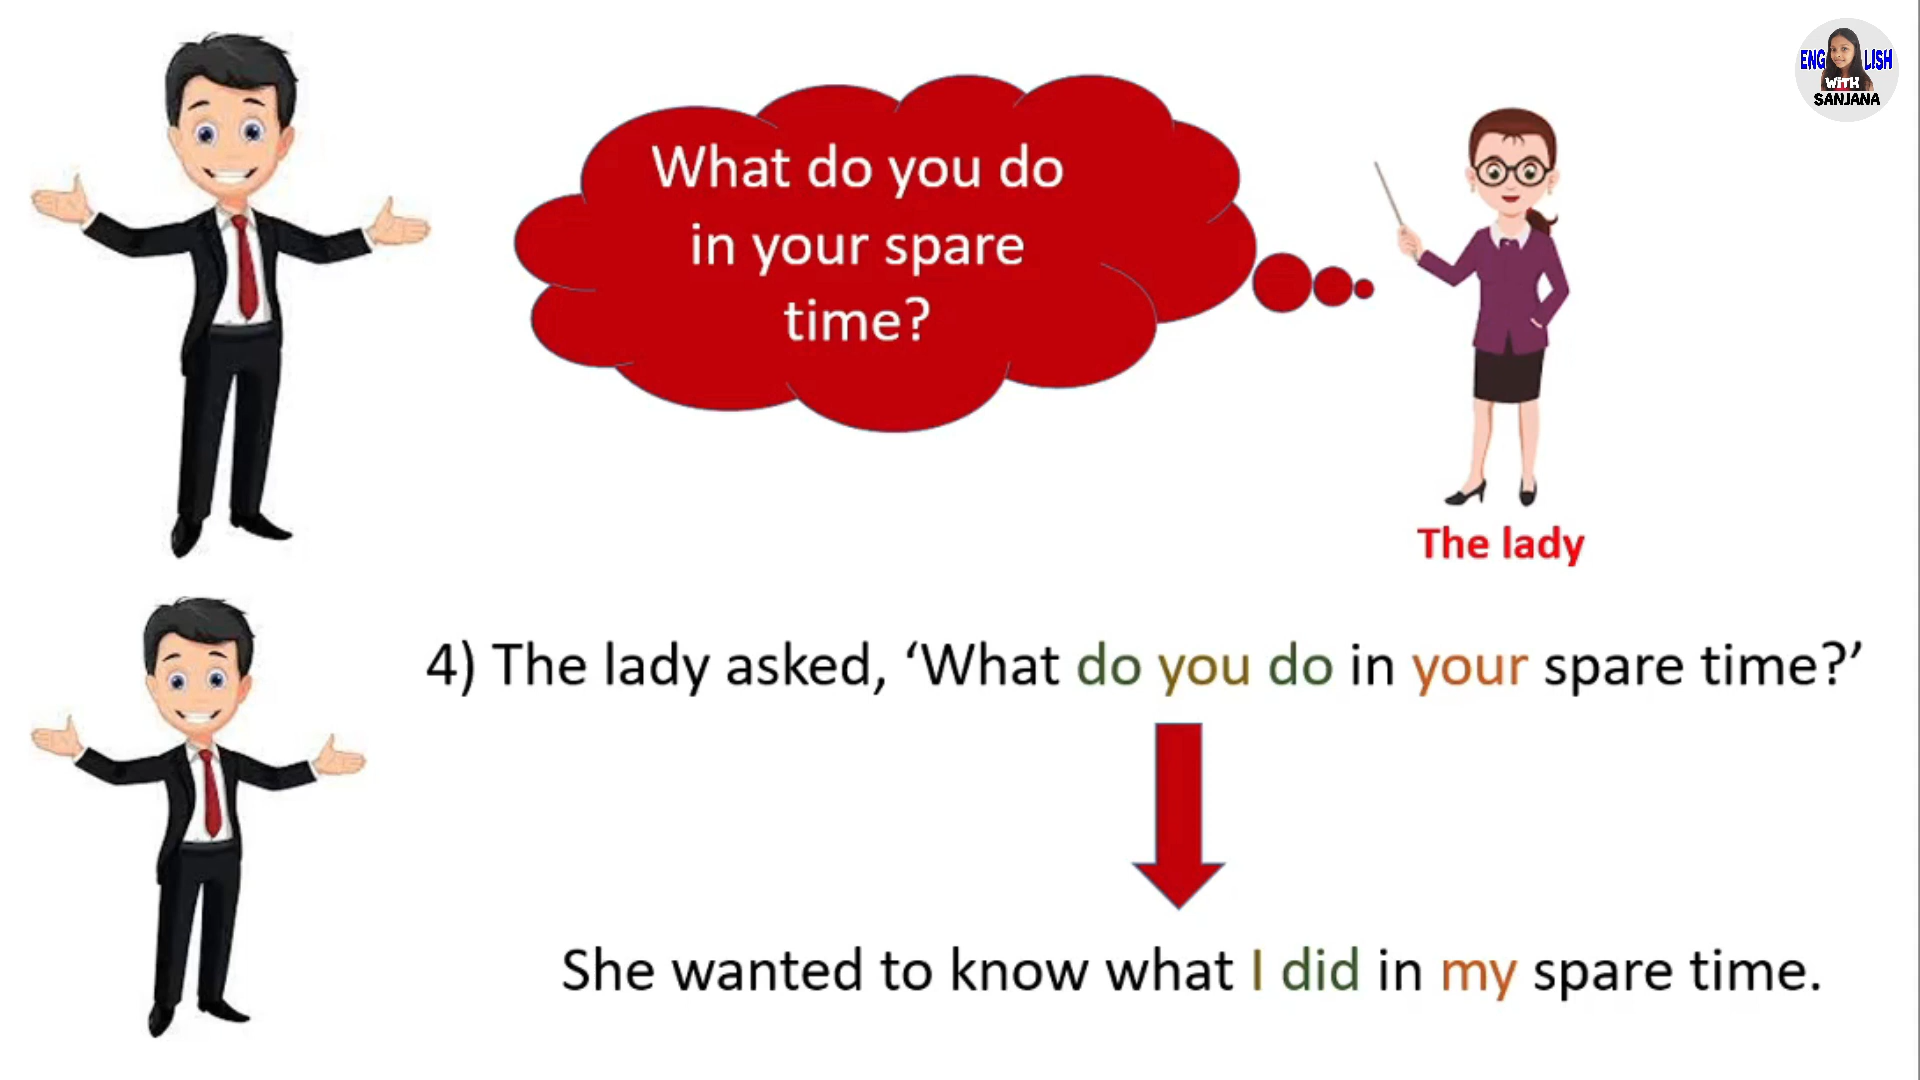 ENG LISH
WITH
SANJANA
What do you do
in your spare
time?
The lady
4) The lady asked, ‘What do you do in your spare time?’
She wanted to know what I did in my spare time.